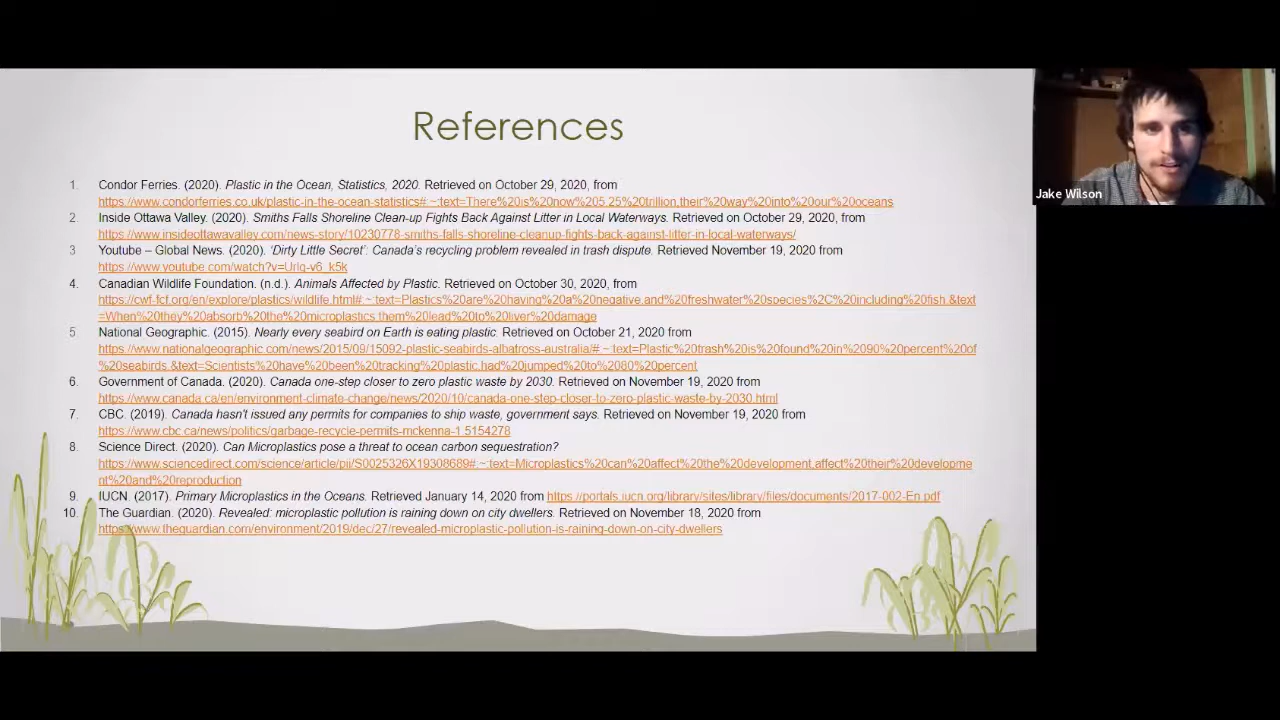 References
1. Condor Ferries. (2020). Plastic in the Ocean, Statistics, 2020. Retrieved on October 29, 2020, from
https://www.condorferries.co.uk/plastic-in-the-ocean-statistics#:~:text=There%20is%20now%205.25%20trillion,their%20way%20into%20our%20oceans
2. Inside Ottawa Valley. (2020). Smiths Falls Shoreline Clean-up Fights Back Against Litter in Local Waterways. Retrieved on October 29, 2020, from
https://www.insideottawavalley.com/news-story/10230778-smiths-falls-shoreline-cleanup-fights-back-against-litter-in-local-waterways/
3. Youtube – Global News. (2020). ‘Dirty Little Secret’: Canada’s recycling problem revealed in trash dispute. Retrieved November 19, 2020, from
https://www.youtube.com/watch?v=UrIq-v6_k5k
4. Canadian Wildlife Foundation. (n.d.). Animals Affected by Plastic. Retrieved on October 30, 2020, from
https://cwf-fcf.org/en/explore/plastics/wildlife.html#:~:text=Plastics%20are%20having%20a%20negative,and%20freshwater%20species%2C%20including%20fish.&text
=When%20they%20absorb%20the%20microplastics,them%20lead%20to%20liver%20damage
5. National Geographic. (2015). Nearly every seabird on Earth is eating plastic. Retrieved on October 21, 2020 from
https://www.nationalgeographic.com/news/2015/09/15092-plastic-seabirds-albatross-australia/#:~:text=Plastic%20trash%20is%20found%20in%2090%20percent%20of
%20seabirds.&text=Scientists%20have%20been%20tracking%20plastic,had%20jumped%20to%2080%20percent
6. Government of Canada. (2020). Canada one-step closer to zero plastic waste by 2030. Retrieved on November 19, 2020 from
https://www.canada.ca/en/environment-climate-change/news/2020/10/canada-one-step-closer-to-zero-plastic-waste-by-2030.html
7. CBC. (2019). Canada hasn’t issued any permits for companies to ship waste, government says. Retrieved on November 19, 2020 from
https://www.cbc.ca/news/politics/garbage-recycle-permits-mckenna-1.5154278
8. Science Direct. (2020). Can Microplastics pose a threat to ocean carbon sequestration?
https://www.sciencedirect.com/science/article/pii/S0025326X19308689#:~:text=Microplastics%20can%20affect%20the%20development,affect%20their%20developme
nt%20and%20reproduction
9. IUCN. (2017). Primary Microplastics in the Oceans. Retrieved January 14, 2020 from https://portals.iucn.org/library/sites/library/files/documents/2017-002-En.pdf
10. The Guardian. (2020). Revealed: microplastic pollution is raining down on city dwellers. Retrieved on November 18, 2020 from
https://www.theguardian.com/environment/2019/dec/27/revealed-microplastic-pollution-is-raining-down-on-city-dwellers
Jake Wilson